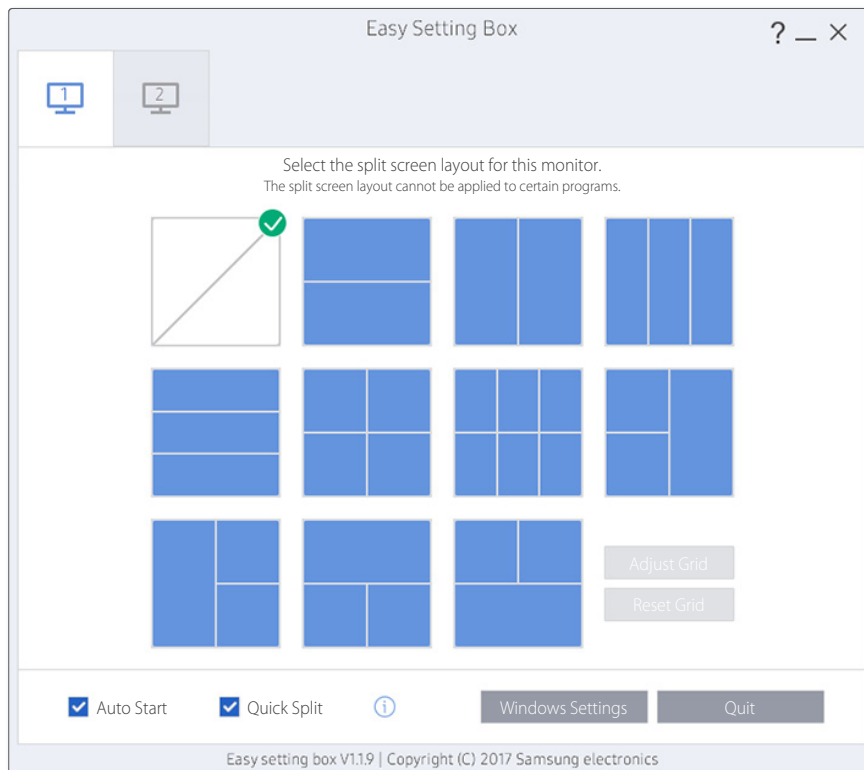 Easy Setting Box
?
1
2
Select the split screen layout for this monitor.
The split screen layout cannot be applied to certain programs.
Adjust Grid
Reset Grid
Auto Start
Quick Split
i
Windows Settings
Quit
Easy setting box V1.1.9 | Copyright (C) 2017 Samsung electronics